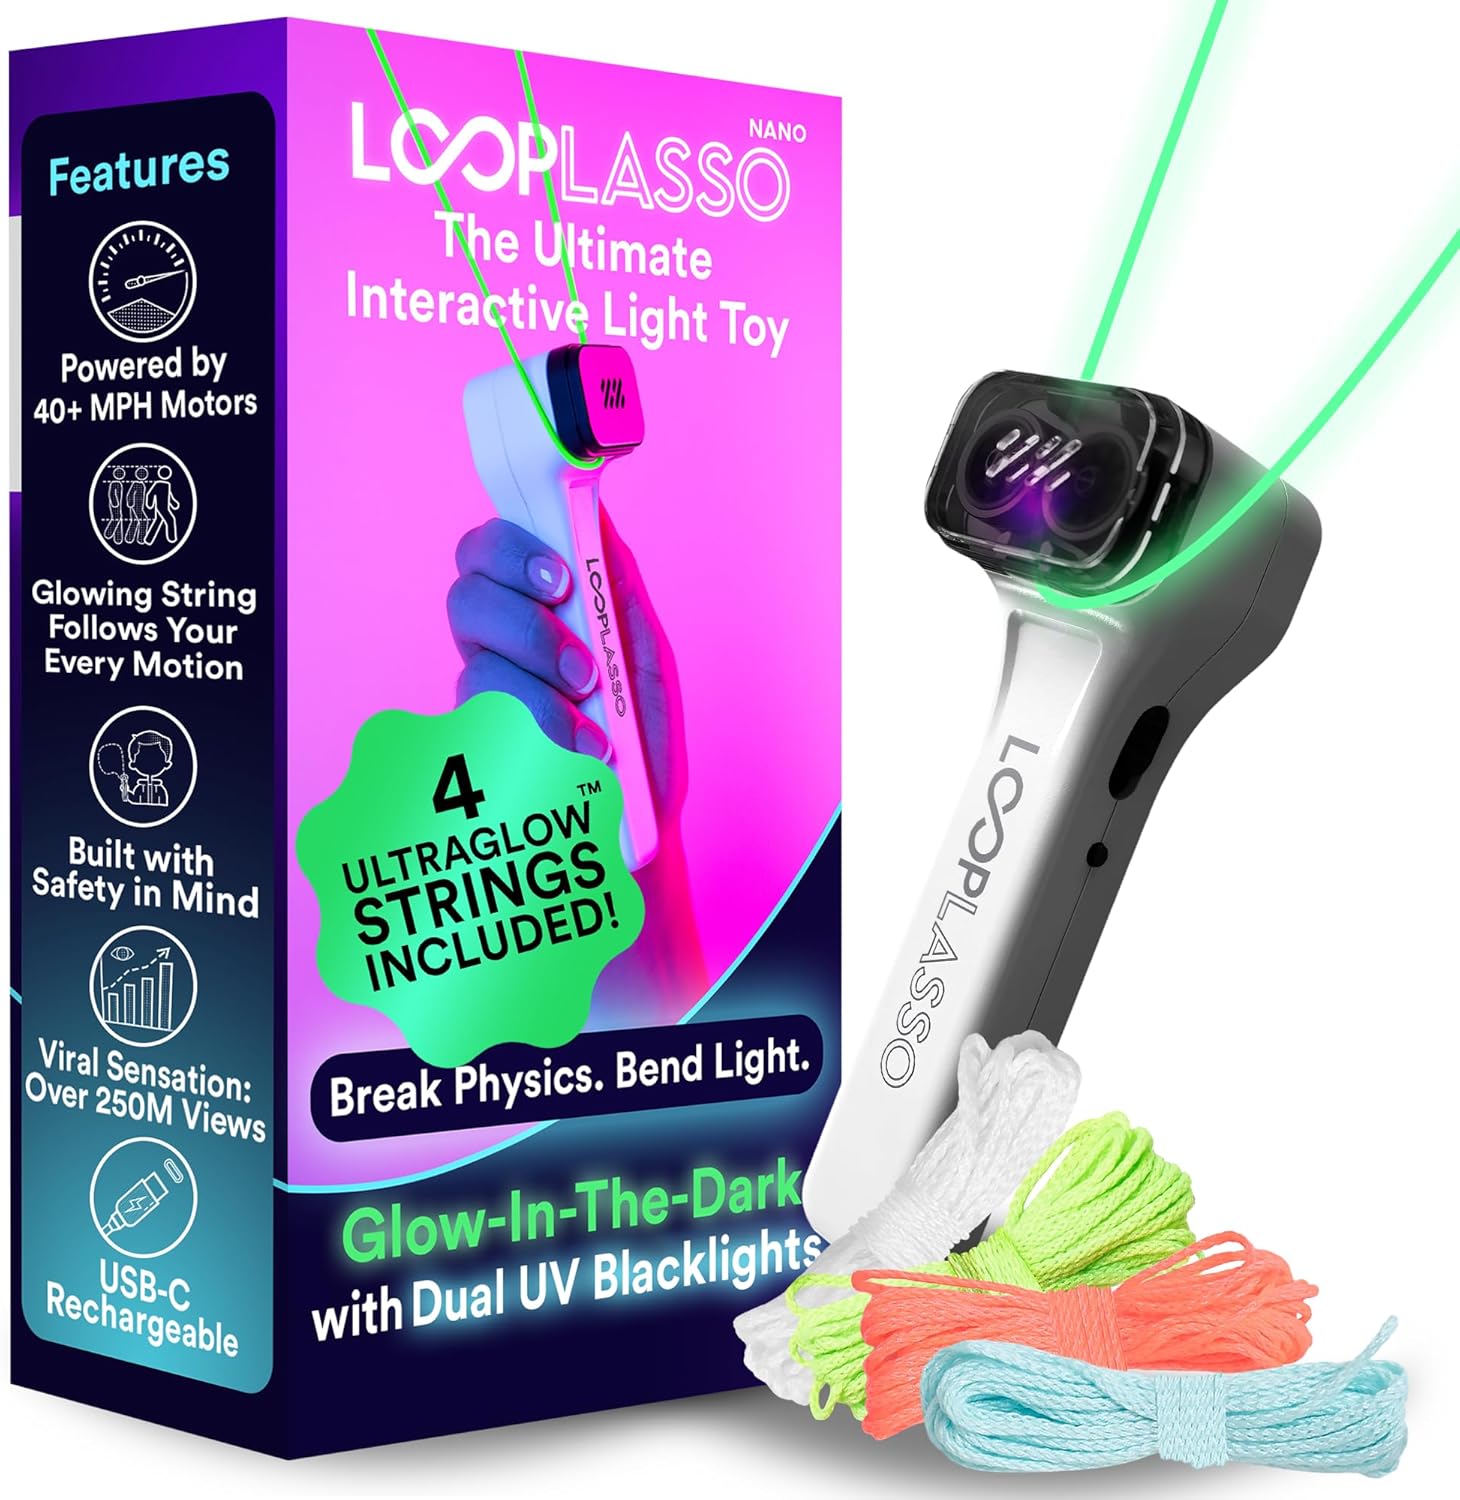 Features
Powered by
40+ MPH Motors
Glowing String
Follows Your
Every Motion
Built with
Safety in Mind
Viral Sensation:
Over 250M Views
USB-C
Rechargeable
LOOPLASSO
NANO
The Ultimate
Interactive Light Toy
LOOPLASSO
4
ULTRAGLOW™
STRINGS
INCLUDED!
Break Physics. Bend Light.
Glow-In-The-Dark
with Dual UV Blacklights
LOOPLASSO